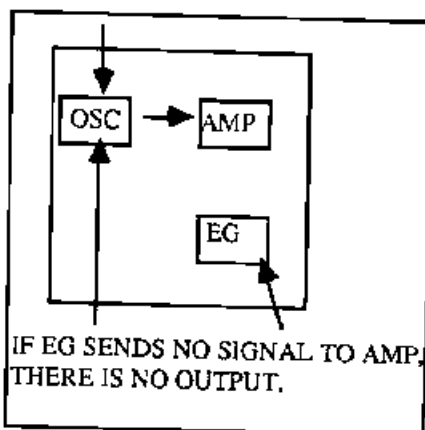 OSC
AMP
EG
IF EG SENDS NO SIGNAL TO AMP,
THERE IS NO OUTPUT.